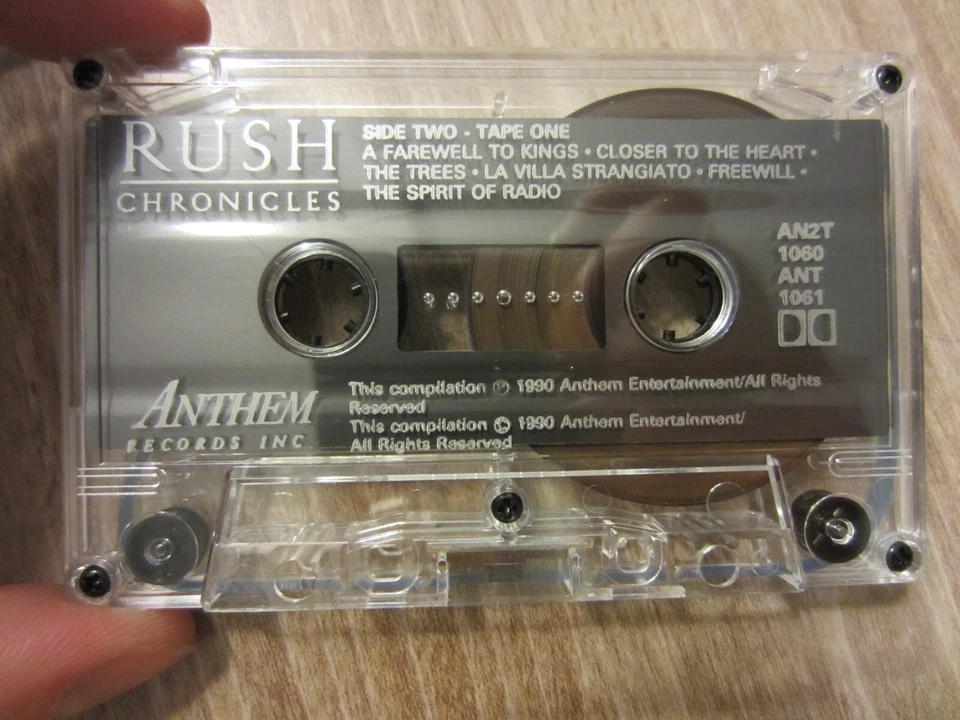 RUSH
CHRONICLES
SIDE TWO - TAPE ONE
A FAREWELL TO KINGS • CLOSER TO THE HEART •
THE TREES • LA VILLA STRANGIATO • FREEWILL •
THE SPIRIT OF RADIO
AN2T
1060
ANT
1061
ANTHEM
RECORDS INC
This compilation ℗ 1990 Anthem Entertainment/All Rights
Reserved
This compilation © 1990 Anthem Entertainment/
All Rights Reserved